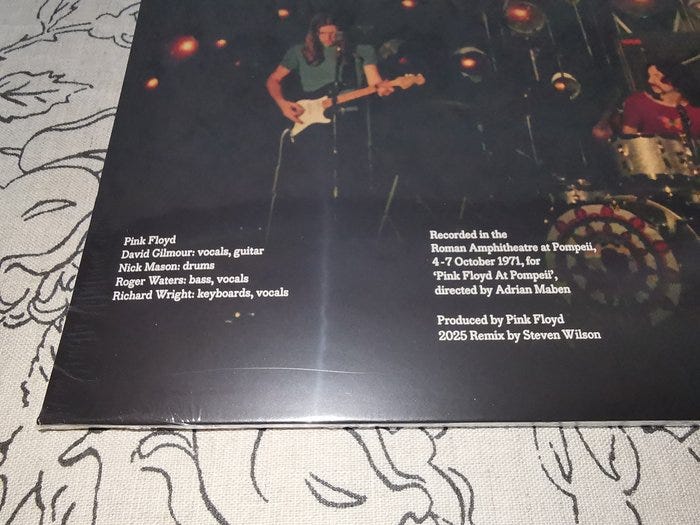 Pink Floyd
David Gilmour: vocals, guitar
Nick Mason: drums
Roger Waters: bass, vocals
Richard Wright: keyboards, vocals
Recorded in the
Roman Amphitheatre at Pompeii,
4-7 October 1971, for
'Pink Floyd At Pompeii',
directed by Adrian Maben
Produced by Pink Floyd
2025 Remix by Steven Wilson